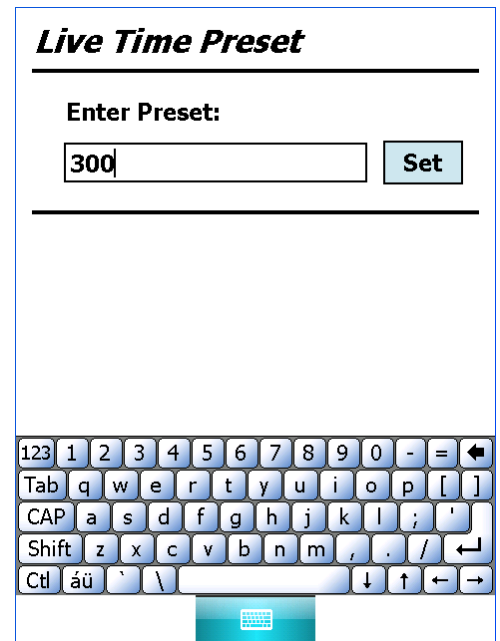 Live Time Preset
Enter Preset:
300
Set
123 1 2 3 4 5 6 7 8 9 0 - =
Tab q w e r t y u i o p [ ]
CAP a s d f g h j k l ; '
Shift z x c v b n m , . /
Ctl áü ` \